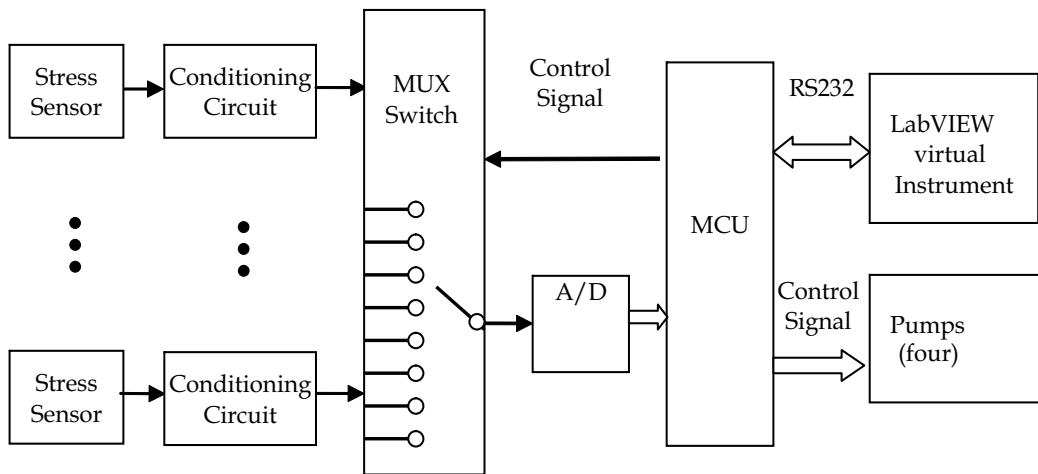 Stress
Sensor
Conditioning
Circuit
MUX
Switch
Control
Signal
MCU
RS232
LabVIEW
virtual
Instrument
A/D
Control
Signal
Pumps
(four)
Stress
Sensor
Conditioning
Circuit